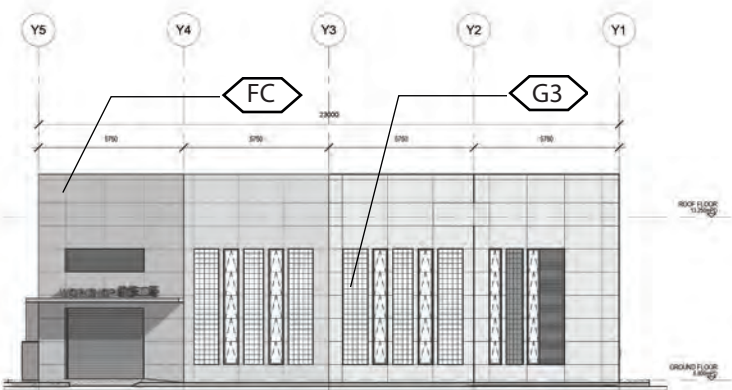 Y5 Y4 Y3 Y2 Y1
FC G3
23000
5750 5750 5750 5750
ROOF FLOOR
GROUND FLOOR